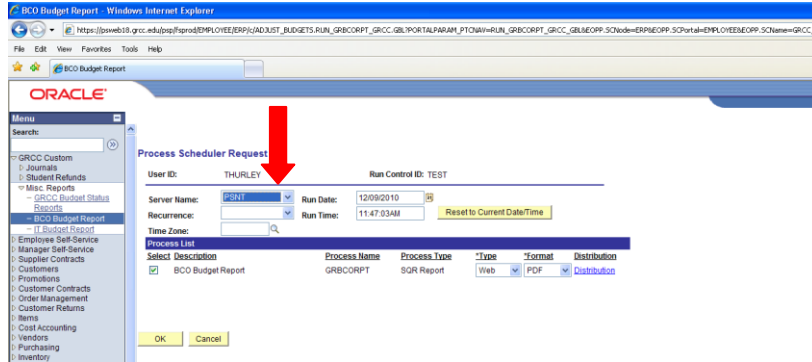 BCO Budget Report - Windows Internet Explorer
https://psweb18.grcc.edu/psp/fsprod/EMPLOYEE/ERP/c/ADJUST_BUDGETS.RUN_GRBCORPT_GRCC.GBL?PORTALPARAM_PTCNAV=RUN_GRBCORPT_GRCC_GBL&EOPP.SCNode=ERP&EOPP.SCPortal=EMPLOYEE&EOPP.SCName=GRCC_
File Edit View Favorites Tools Help
BCO Budget Report
ORACLE
Menu
Search:
GRCC Custom
Journals
Student Refunds
Misc. Reports
– GRCC Budget Status
Reports
– BCO Budget Report
– IT Budget Report
Employee Self-Service
Manager Self-Service
Supplier Contracts
Customers
Promotions
Customer Contracts
Order Management
Customer Returns
Items
Cost Accounting
Vendors
Purchasing
Inventory
Process Scheduler Request
User ID: THURLEY Run Control ID: TEST
Server Name: PSNT Run Date: 12/09/2010
Recurrence: Run Time: 11:47:03AM Reset to Current Date/Time
Time Zone:
Process List
Select Description Process Name Process Type *Type *Format Distribution
BCO Budget Report GRBCORPT SQR Report Web PDF Distribution
OK Cancel